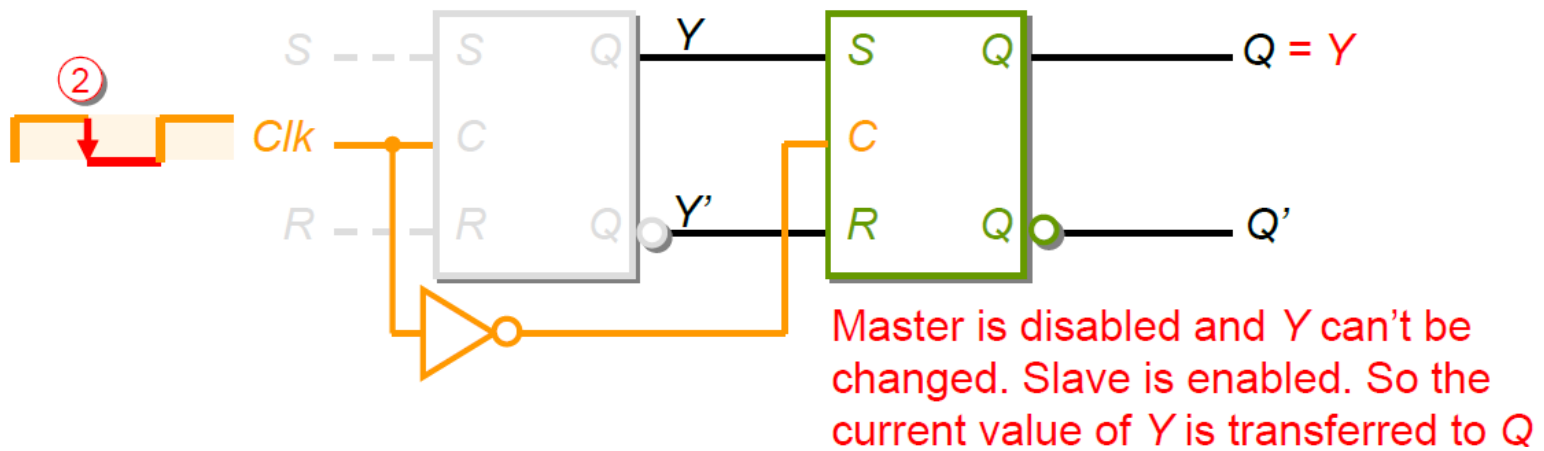 S S Q Y S Q Q = Y
2
Clk C C
R R Q Y’ R Q Q’
Master is disabled and Y can’t be
changed. Slave is enabled. So the
current value of Y is transferred to Q